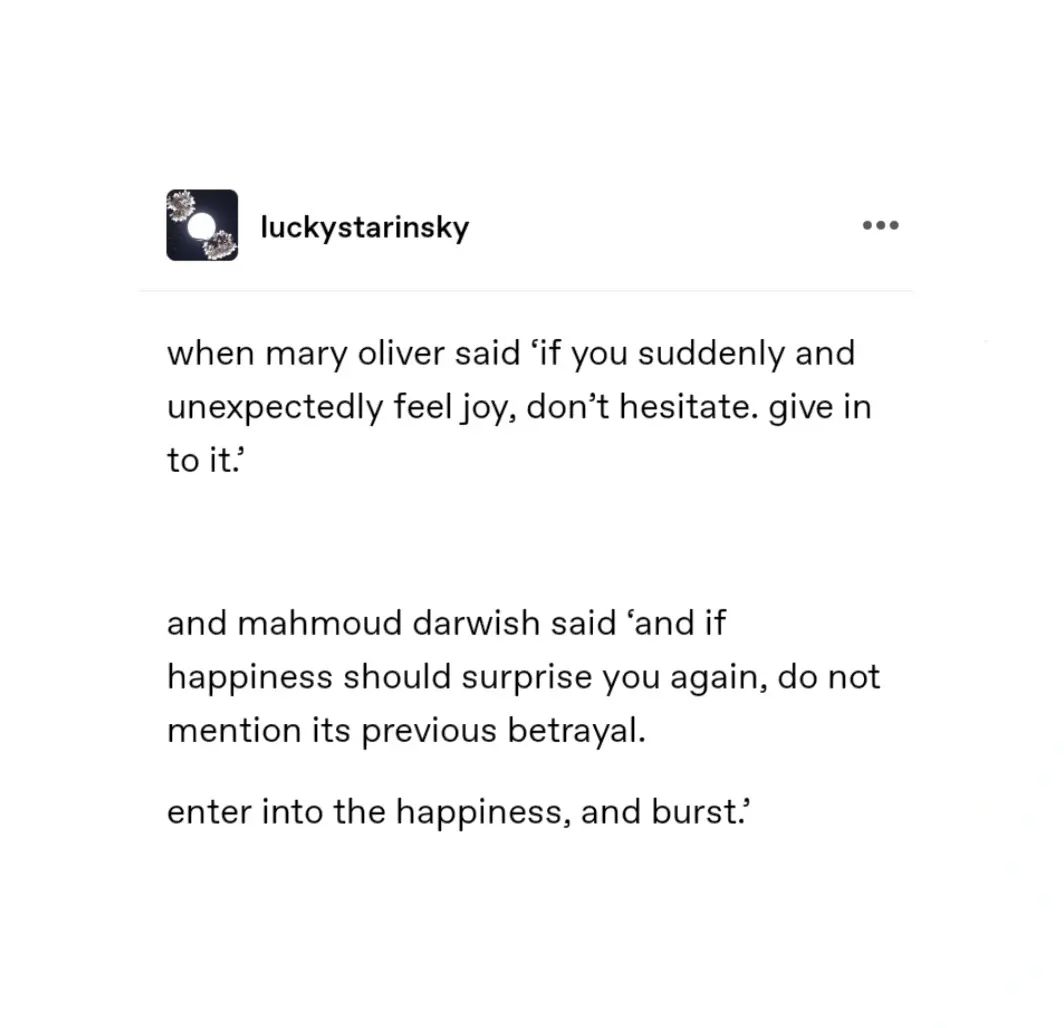 luckystarinsky
when mary oliver said ‘if you suddenly and
unexpectedly feel joy, don’t hesitate. give in
to it.’
and mahmoud darwish said ‘and if
happiness should surprise you again, do not
mention its previous betrayal.
enter into the happiness, and burst.’